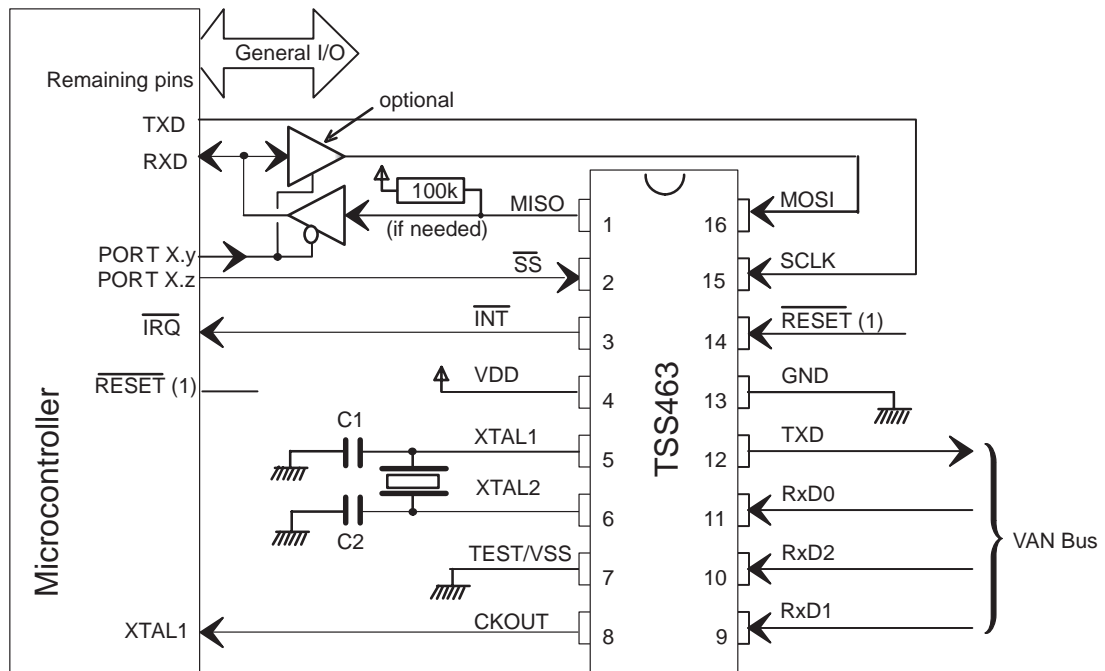 General I/O
Remaining pins
optional
TXD
RXD
100k
MISO
1
16
MOSI
(if needed)
PORT X.y
PORT X.z
SS
2
15
SCLK
IRQ
INT
3
14
RESET (1)
RESET (1)
VDD
4
13
GND
C1
XTAL1
5
12
TXD
XTAL2
6
11
RxD0
C2
VAN Bus
TEST/VSS
7
10
RxD2
XTAL1
CKOUT
8
9
RxD1
Microcontroller
TSS463